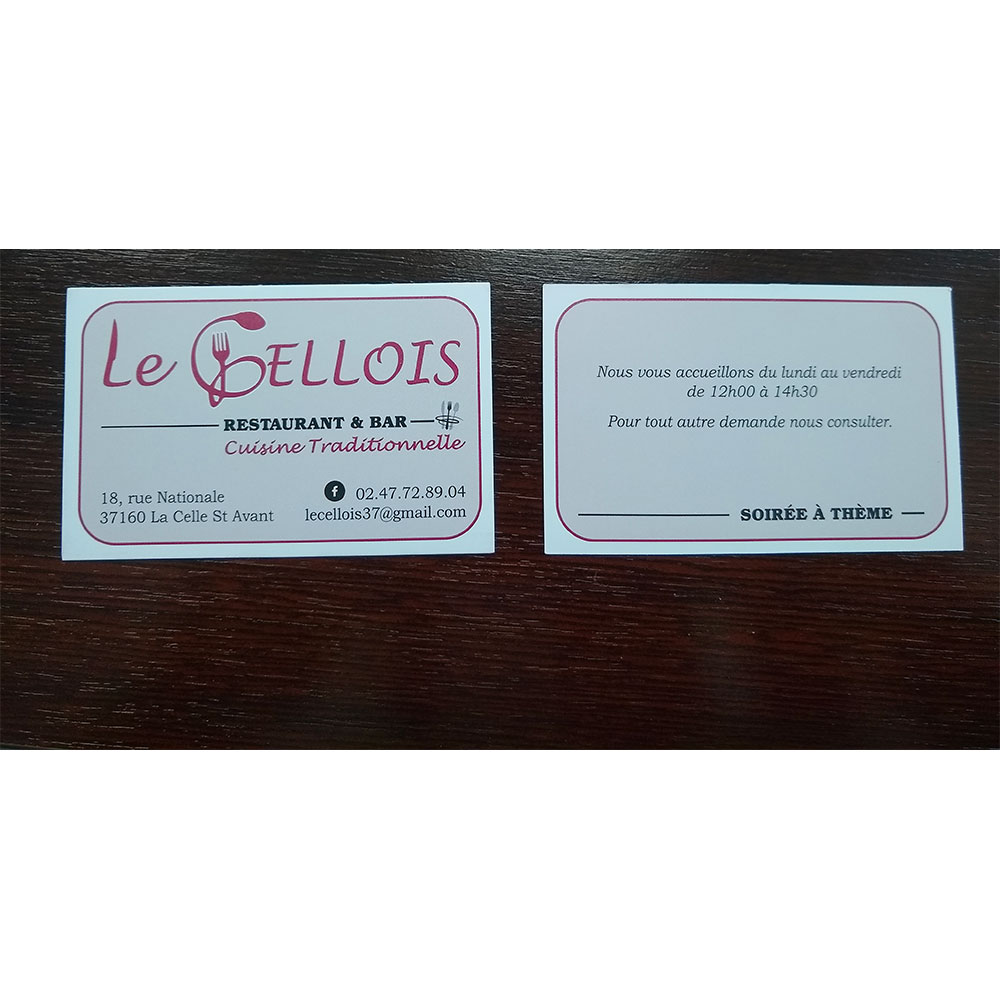 Le CELLOIS
RESTAURANT & BAR
Cuisine Traditionnelle
18, rue Nationale
37160 La Celle St Avant
02.47.72.89.04
lecellois37@gmail.com
Nous vous accueillons du lundi au vendredi
de 12h00 à 14h30
Pour tout autre demande nous consulter.
SOIRÉE À THÈME